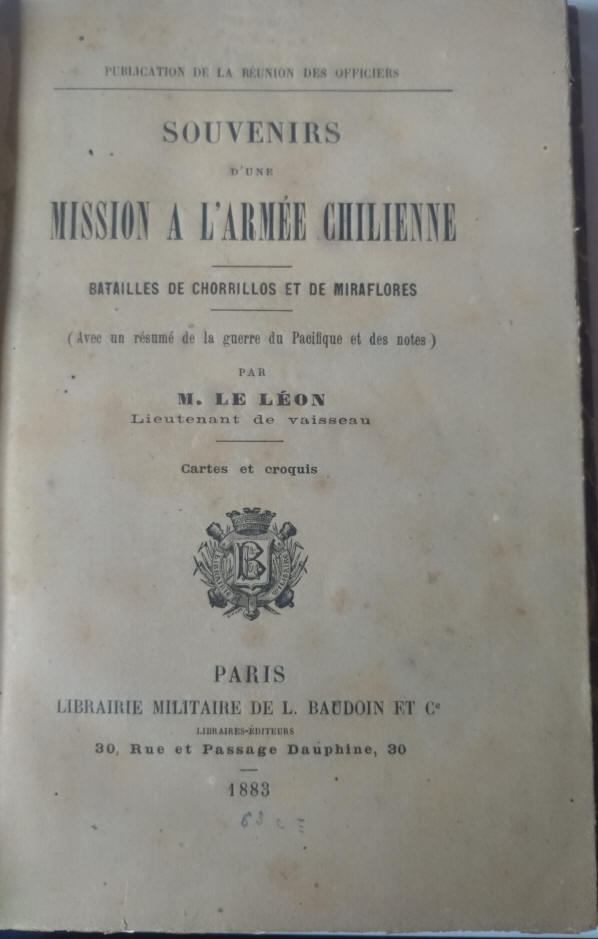 PUBLICATION DE LA RÉUNION DES OFFICIERS
SOUVENIRS
D'UNE
MISSION A L'ARMÉE CHILIENNE
BATAILLES DE CHORRILLOS ET DE MIRAFLORES
(Avec un résumé de la guerre du Pacifique et des notes)
PAR
M. LE LÉON
Lieutenant de vaisseau
Cartes et croquis
B
PARIS
LIBRAIRIE MILITAIRE DE L. BAUDOIN ET Cᵉ
LIBRAIRES-ÉDITEURS
30, Rue et Passage Dauphine, 30
1883
63